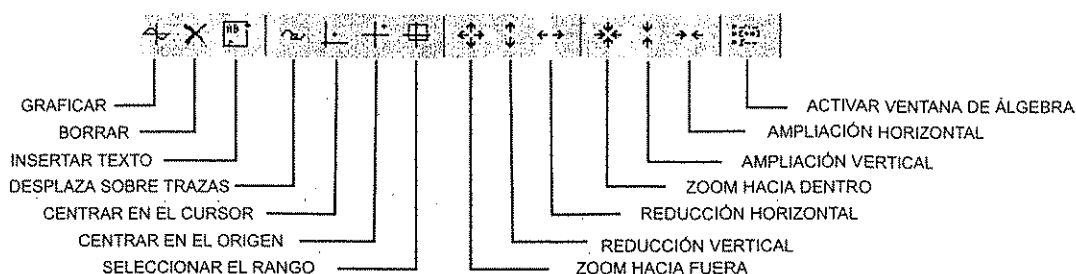 GRAFICAR
BORRAR
INSERTAR TEXTO
DESPLAZA SOBRE TRAZAS
CENTRAR EN EL CURSOR
CENTRAR EN EL ORIGEN
SELECCIONAR EL RANGO
ACTIVAR VENTANA DE ÁLGEBRA
AMPLIACIÓN HORIZONTAL
AMPLIACIÓN VERTICAL
ZOOM HACIA DENTRO
REDUCCIÓN HORIZONTAL
REDUCCIÓN VERTICAL
ZOOM HACIA FUERA